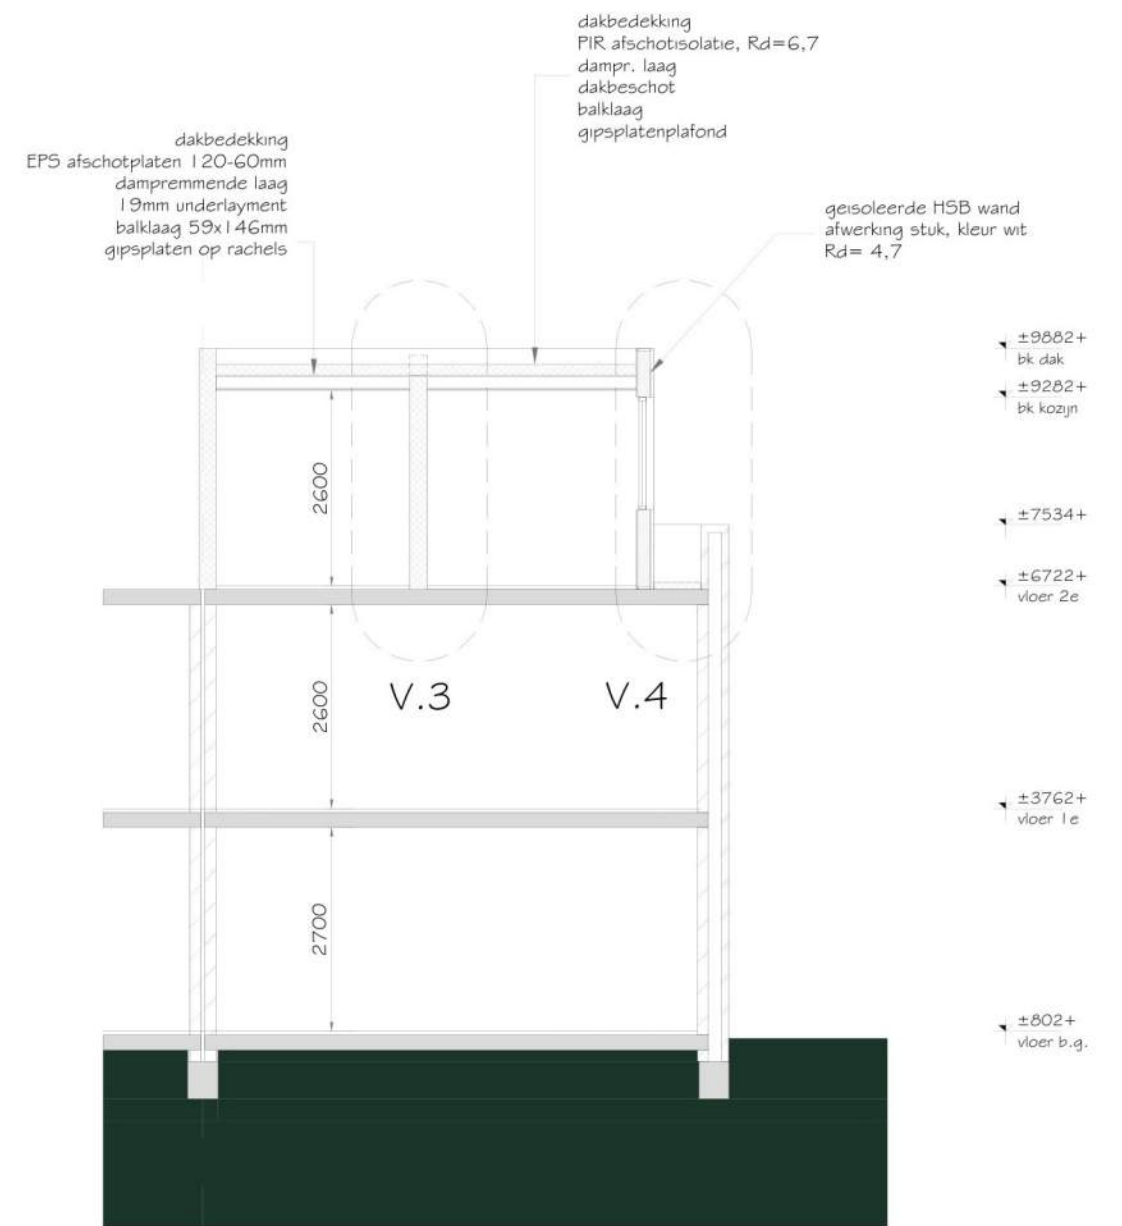 dakbedekking
PIR afschotisolatie, Rd=6,7
dampr. laag
dakbeschot
balklaag
gipsplatenplafond
dakbedekking
EPS afschotplaten 120-60mm
dampremmende laag
19mm underlayment
balklaag 59x146mm
gipsplaten op rachels
geisoleerde HSB wand
afwerking stuk, kleur wit
Rd= 4,7
±9882+
bk dak
±9282+
bk kozijn
2600
±7534+
±6722+
vloer 2e
V.3
V.4
2600
±3762+
vloer 1e
2700
±802+
vloer b.g.